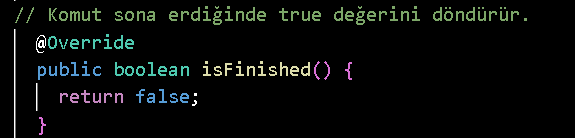 // Komut sona erdiğinde true değerini döndürür.
@Override
public boolean isFinished() {
return false;
}